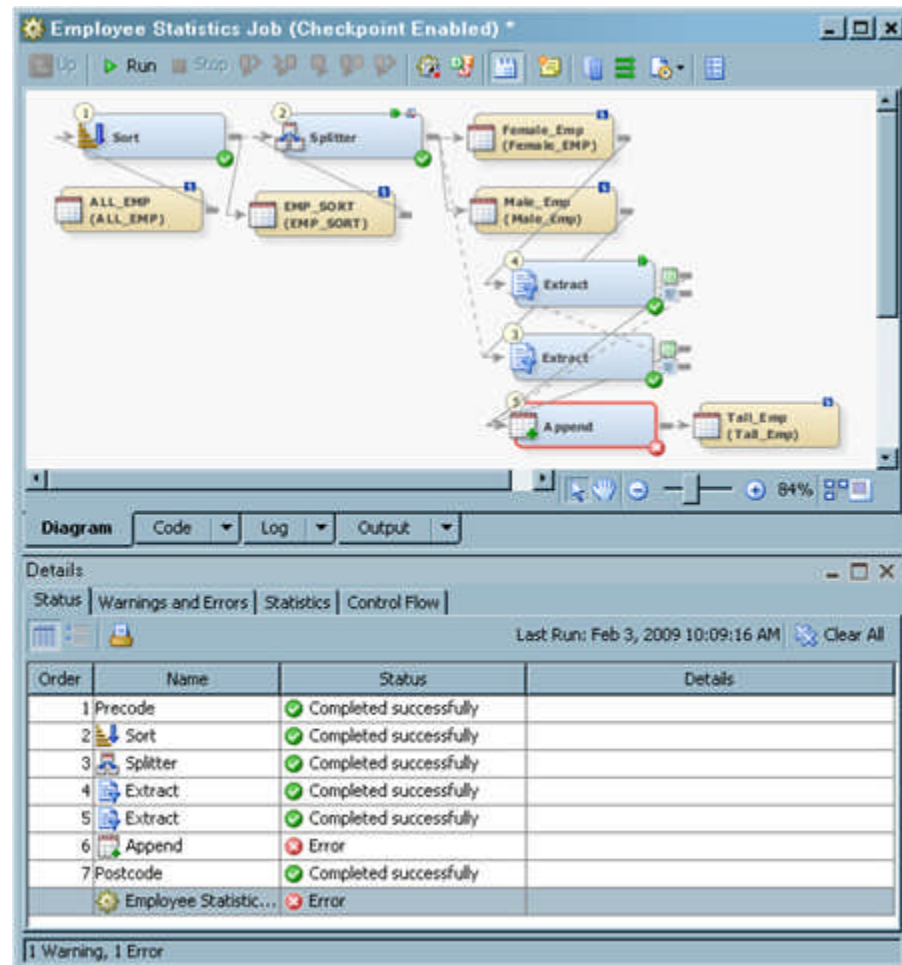 Employee Statistics Job (Checkpoint Enabled) *
Up Run Stop
1
Sort
2
Splitter
Female_Emp
(Female_EMP)
ALL_EMP
(ALL_EMP)
EMP_SORT
(EMP_SORT)
Male_Emp
(Male_Emp)
4
Extract
3
Extract
5
Append
Tall_Emp
(Tall_Emp)
84%
Diagram Code Log Output
Details
Status Warnings and Errors Statistics Control Flow
Last Run: Feb 3, 2009 10:09:16 AM Clear All
Order Name Status Details
1 Precode Completed successfully
2 Sort Completed successfully
3 Splitter Completed successfully
4 Extract Completed successfully
5 Extract Completed successfully
6 Append Error
7 Postcode Completed successfully
Employee Statistic... Error
1 Warning, 1 Error